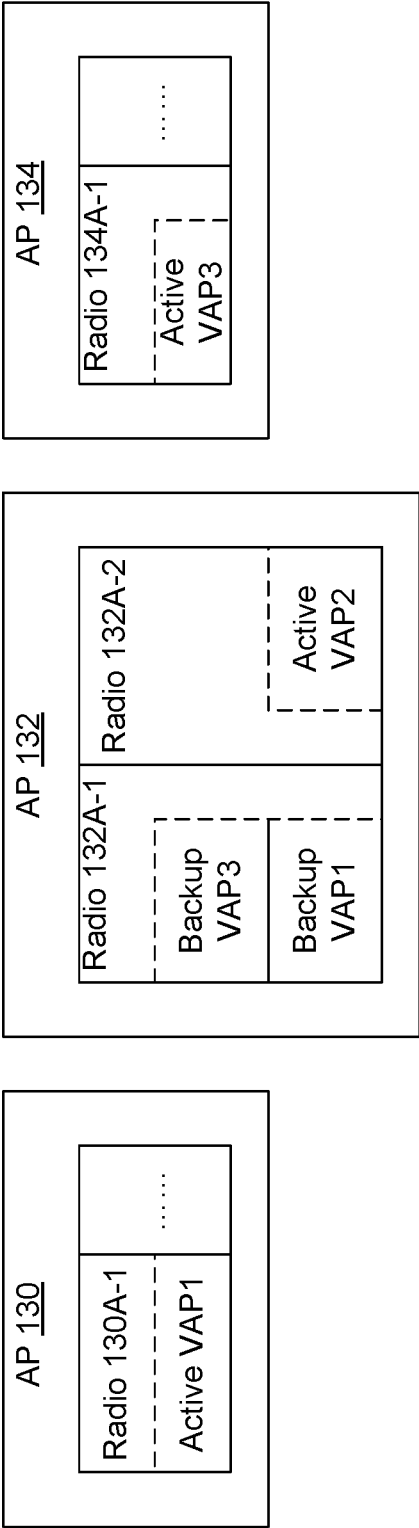 AP 130
Radio 130A-1
Active VAP1
......
AP 132
Radio 132A-1
Backup
VAP3
Backup
VAP1
Radio 132A-2
Active
VAP2
AP 134
Radio 134A-1
Active
VAP3
......